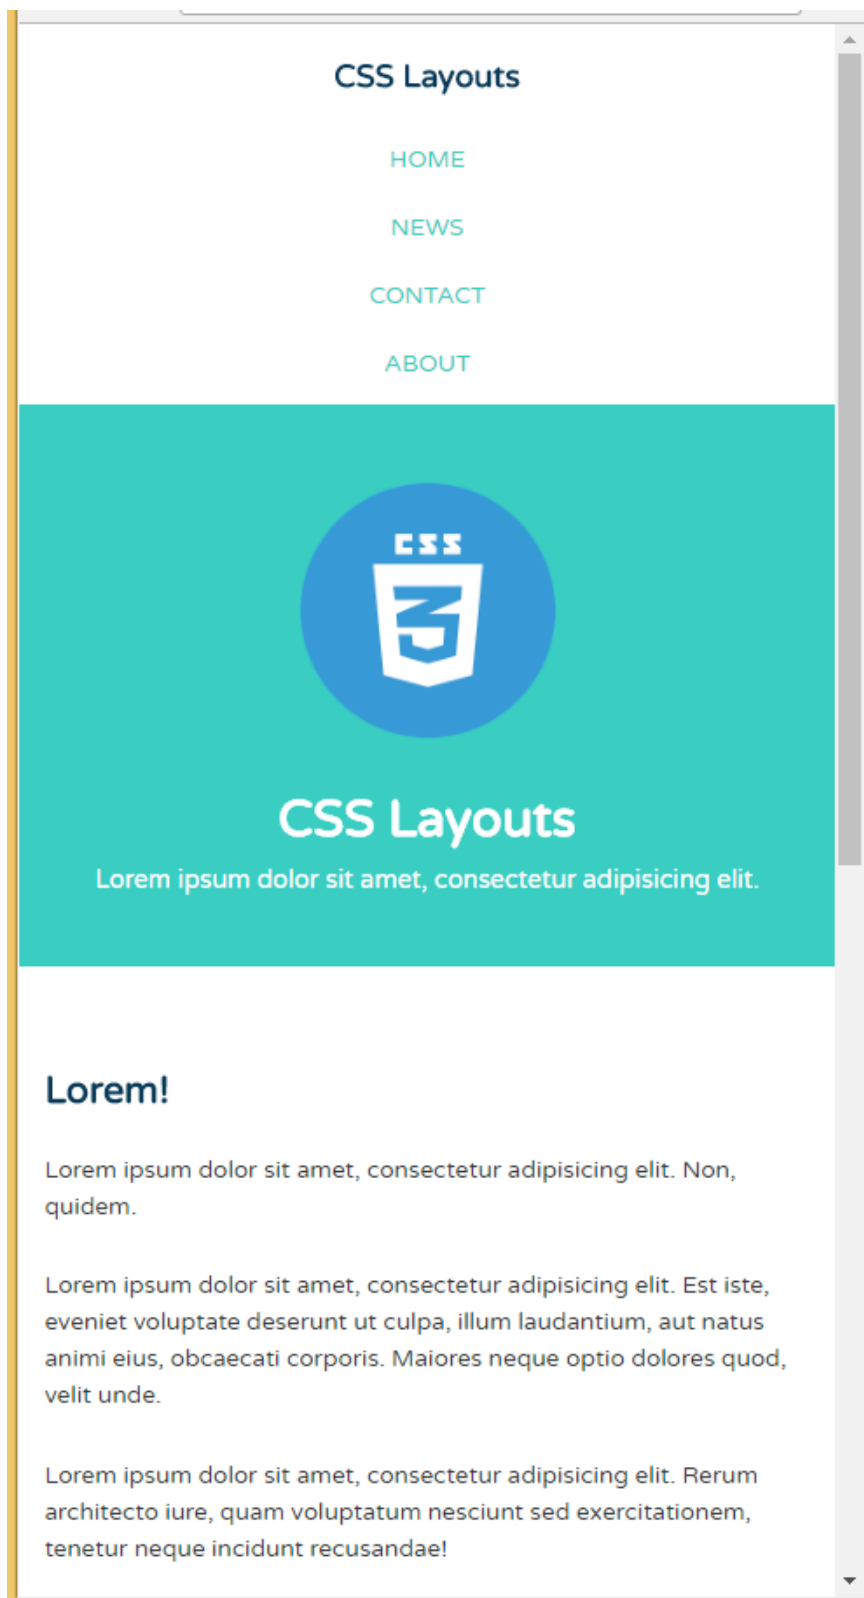 CSS Layouts
HOME
NEWS
CONTACT
ABOUT
CSS
3
CSS Layouts
Lorem ipsum dolor sit amet, consectetur adipisicing elit.
Lorem!
Lorem ipsum dolor sit amet, consectetur adipisicing elit. Non,
quidem.
Lorem ipsum dolor sit amet, consectetur adipisicing elit. Est iste,
eveniet voluptate deserunt ut culpa, illum laudantium, aut natus
animi eius, obcaecati corporis. Maiores neque optio dolores quod,
velit unde.
Lorem ipsum dolor sit amet, consectetur adipisicing elit. Rerum
architecto iure, quam voluptatum nesciunt sed exercitationem,
tenetur neque incidunt recusandae!